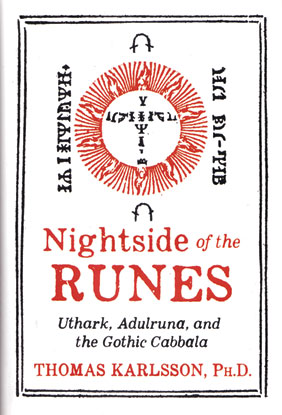 Nightside of the
RUNES
Uthark, Adulruna, and
the Gothic Cabbala
THOMAS KARLSSON, PH.D.